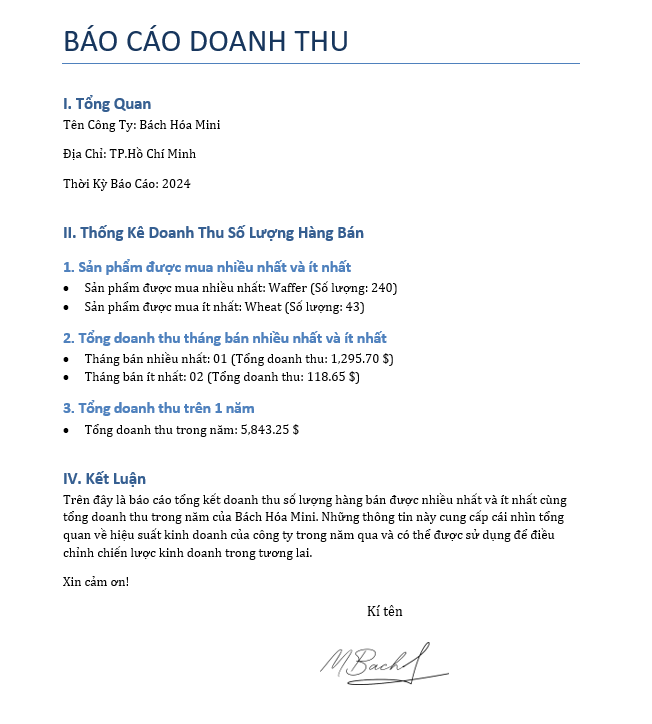 BÁO CÁO DOANH THU
I. Tổng Quan
Tên Công Ty: Bách Hóa Mini
Địa Chỉ: TP.Hồ Chí Minh
Thời Kỳ Báo Cáo: 2024
II. Thống Kê Doanh Thu Số Lượng Hàng Bán
1. Sản phẩm được mua nhiều nhất và ít nhất
• Sản phẩm được mua nhiều nhất: Waffer (Số lượng: 240)
• Sản phẩm được mua ít nhất: Wheat (Số lượng: 43)
2. Tổng doanh thu tháng bán nhiều nhất và ít nhất
• Tháng bán nhiều nhất: 01 (Tổng doanh thu: 1,295.70 $)
• Tháng bán ít nhất: 02 (Tổng doanh thu: 118.65 $)
3. Tổng doanh thu trên 1 năm
• Tổng doanh thu trong năm: 5,843.25 $
IV. Kết Luận
Trên đây là báo cáo tổng kết doanh thu số lượng hàng bán được nhiều nhất và ít nhất cùng
tổng doanh thu trong năm của Bách Hóa Mini. Những thông tin này cung cấp cái nhìn tổng
quan về hiệu suất kinh doanh của công ty trong năm qua và có thể được sử dụng để điều
chỉnh chiến lược kinh doanh trong tương lai.
Xin cảm ơn!
Kí tên